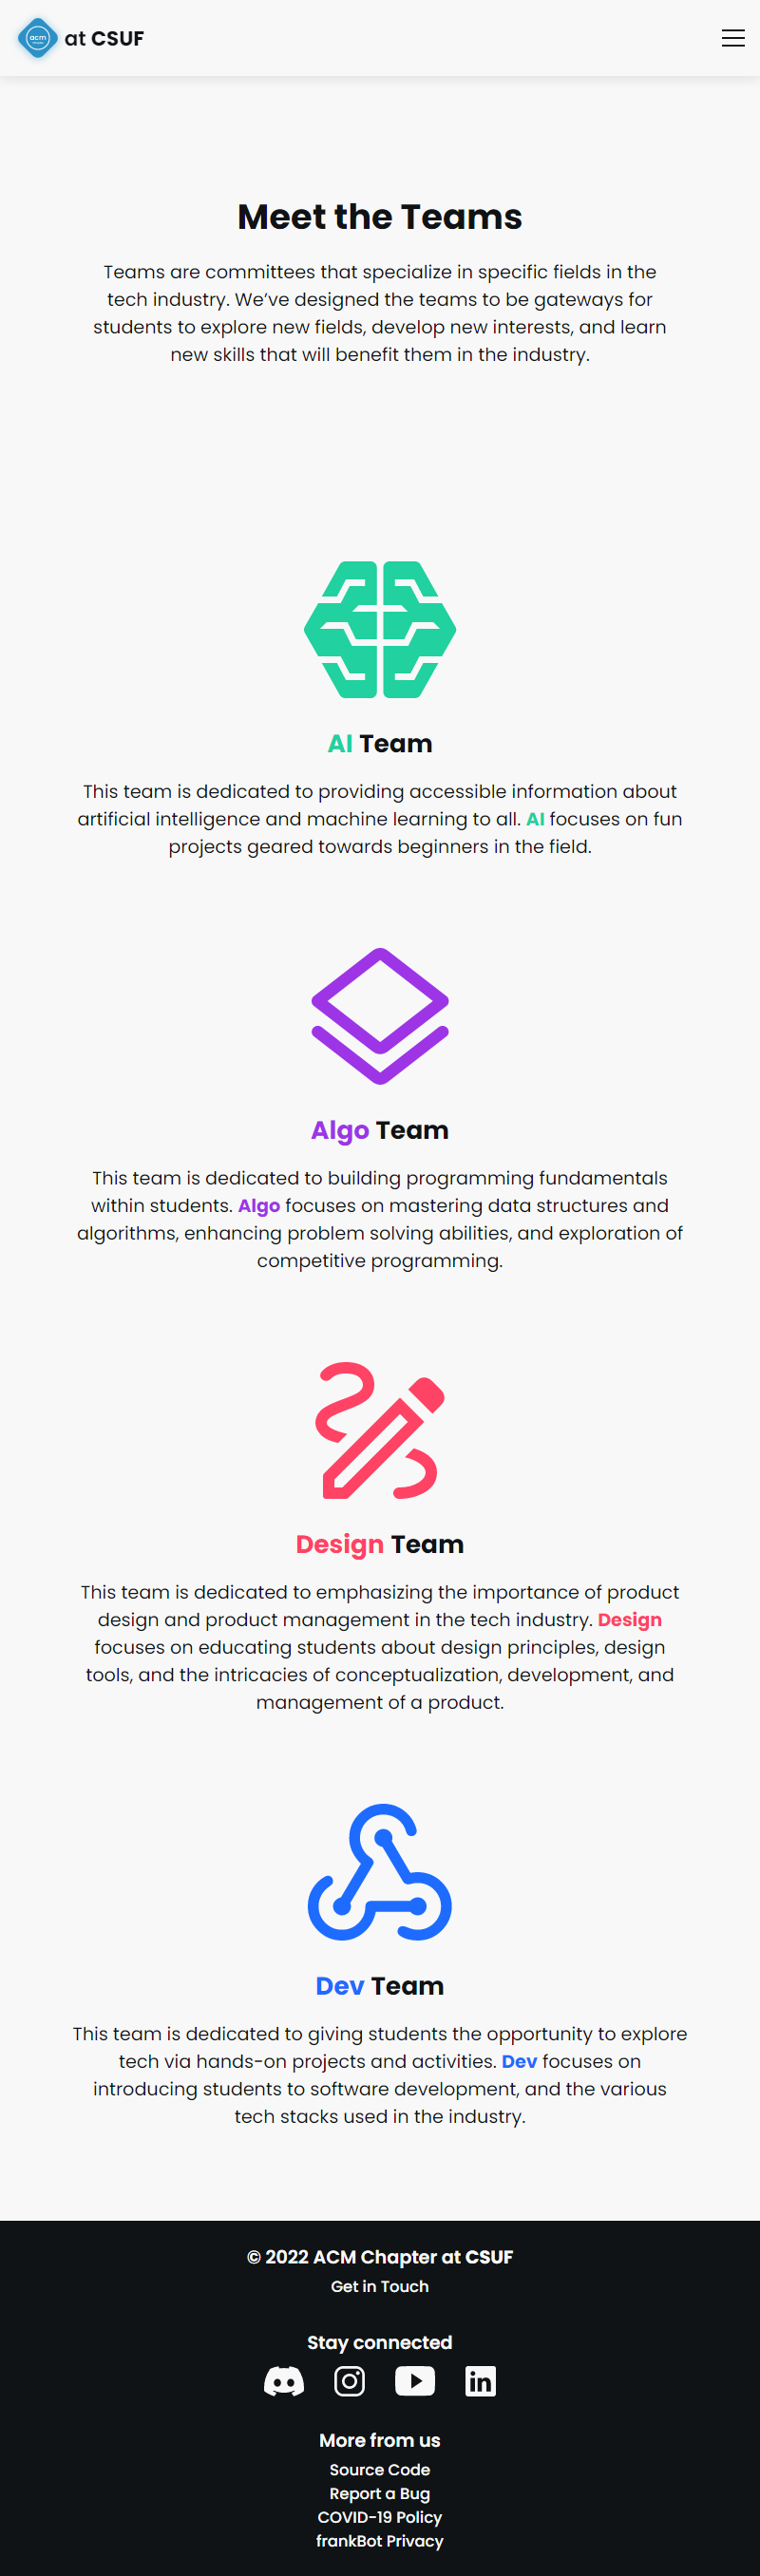 acm
at CSUF
Meet the Teams
Teams are committees that specialize in specific fields in the
tech industry. We’ve designed the teams to be gateways for
students to explore new fields, develop new interests, and learn
new skills that will benefit them in the industry.
AI Team
This team is dedicated to providing accessible information about
artificial intelligence and machine learning to all. AI focuses on fun
projects geared towards beginners in the field.
Algo Team
This team is dedicated to building programming fundamentals
within students. Algo focuses on mastering data structures and
algorithms, enhancing problem solving abilities, and exploration of
competitive programming.
Design Team
This team is dedicated to emphasizing the importance of product
design and product management in the tech industry. Design
focuses on educating students about design principles, design
tools, and the intricacies of conceptualization, development, and
management of a product.
Dev Team
This team is dedicated to giving students the opportunity to explore
tech via hands-on projects and activities. Dev focuses on
introducing students to software development, and the various
tech stacks used in the industry.
© 2022 ACM Chapter at CSUF
Get in Touch
Stay connected
More from us
Source Code
Report a Bug
COVID-19 Policy
frankBot Privacy